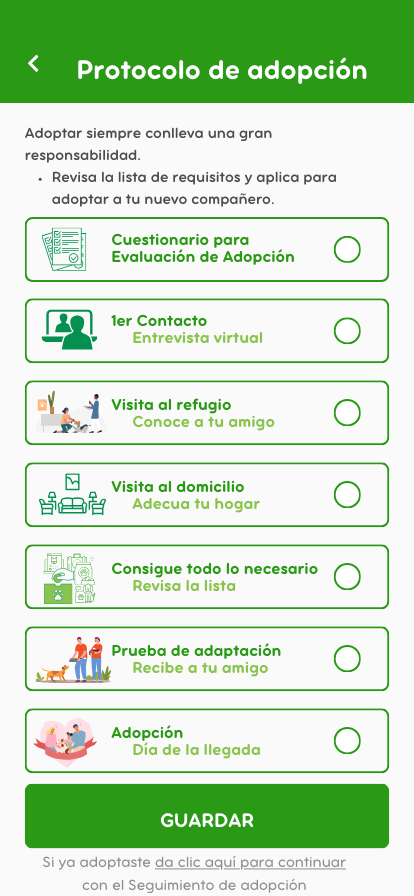 Protocolo de adopción
Adoptar siempre conlleva una gran
responsabilidad.
• Revisa la lista de requisitos y aplica para
adoptar a tu nuevo compañero.
Cuestionario para
Evaluación de Adopción
1er Contacto
Entrevista virtual
Visita al refugio
Conoce a tu amigo
Visita al domicilio
Adecua tu hogar
Consigue todo lo necesario
Revisa la lista
Prueba de adaptación
Recibe a tu amigo
Adopción
Día de la llegada
GUARDAR
Si ya adoptaste da clic aquí para continuar
con el Seguimiento de adopción